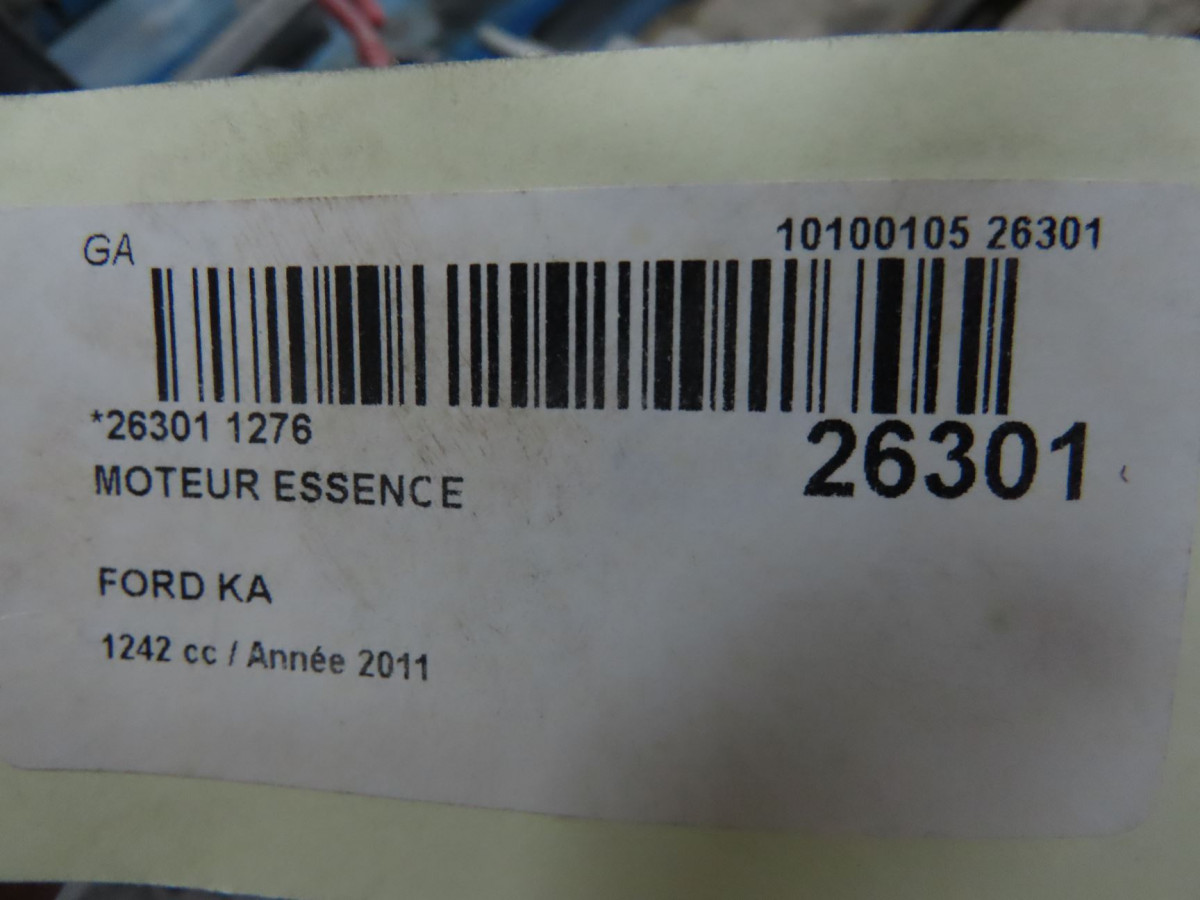 GA
10100105 26301
*26301 1276
26301
MOTEUR ESSENCE
FORD KA
1242 cc / Année 2011